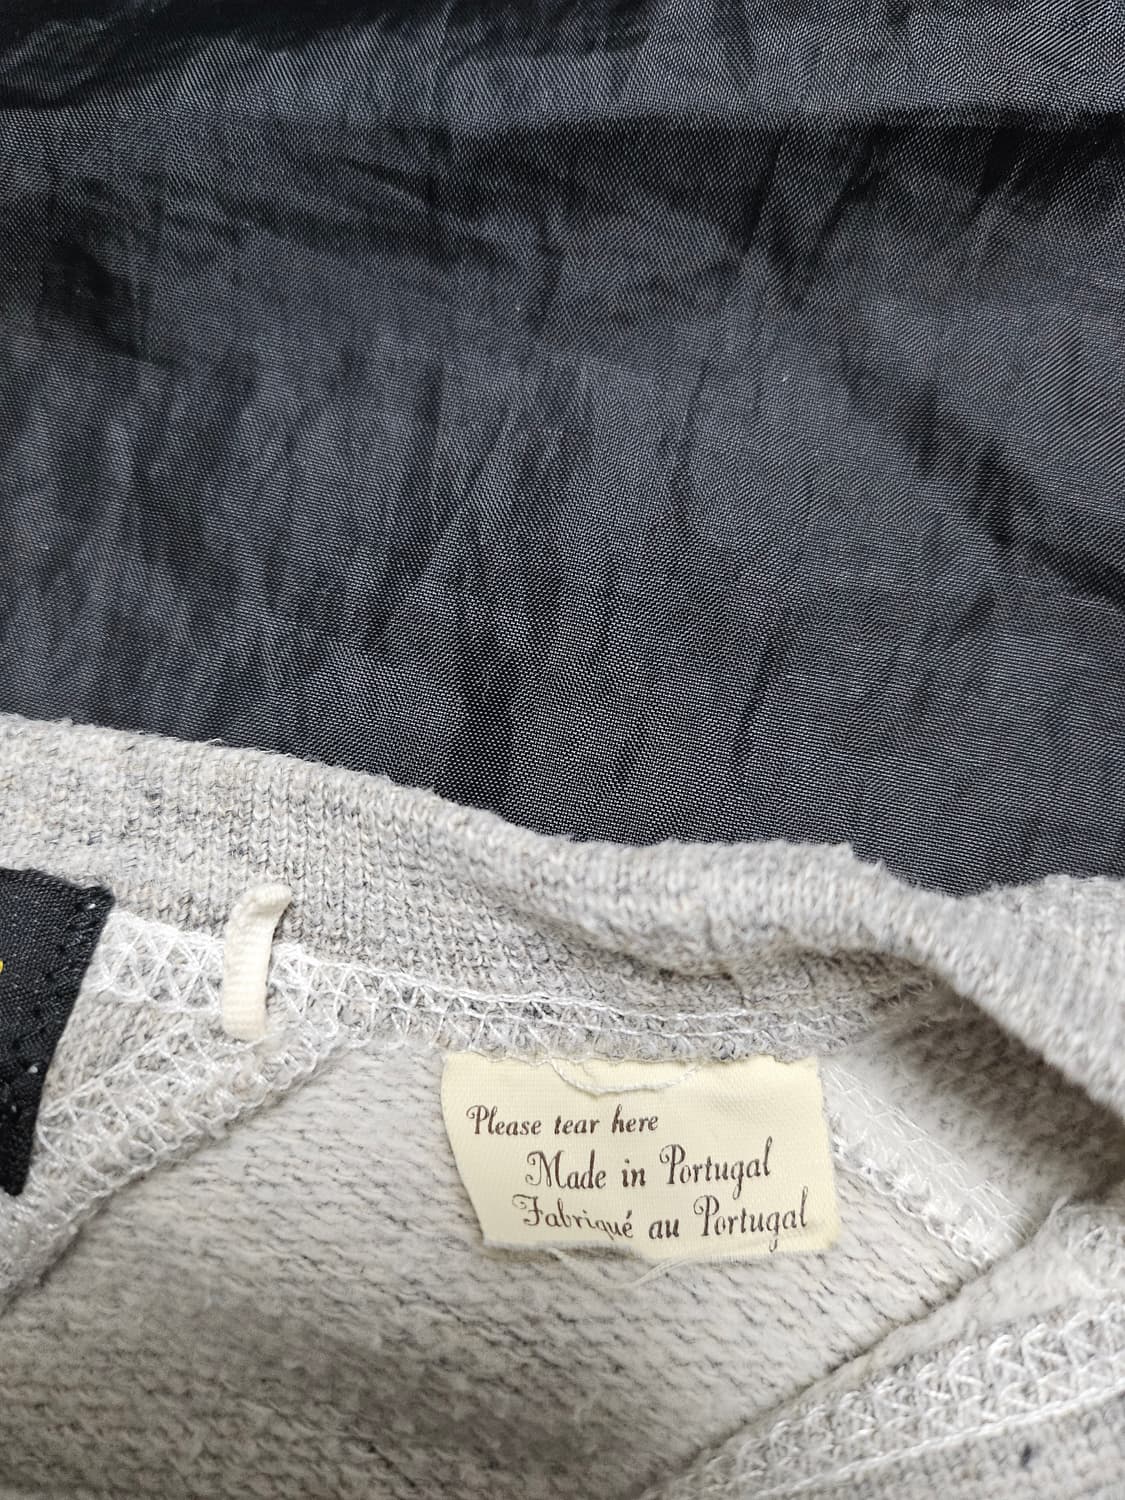 Please tear here
Made in Portugal
Fabriqué au Portugal